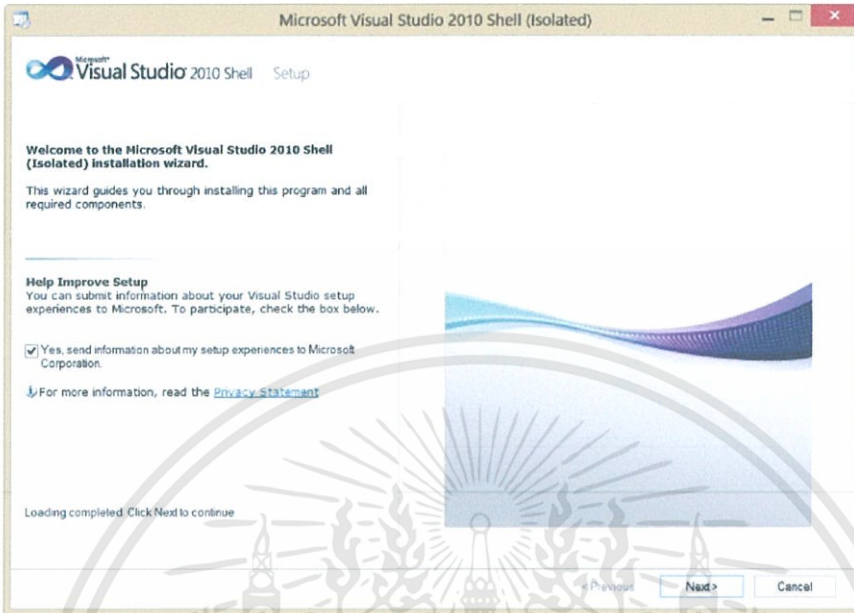 Microsoft Visual Studio 2010 Shell (Isolated)
Microsoft
Visual Studio 2010 Shell Setup
Welcome to the Microsoft Visual Studio 2010 Shell
(Isolated) installation wizard.
This wizard guides you through installing this program and all
required components.
Help Improve Setup
You can submit information about your Visual Studio setup
experiences to Microsoft. To participate, check the box below.
Yes, send information about my setup experiences to Microsoft
Corporation.
For more information, read the Privacy Statement
Loading completed. Click Next to continue
< Previous
Next >
Cancel